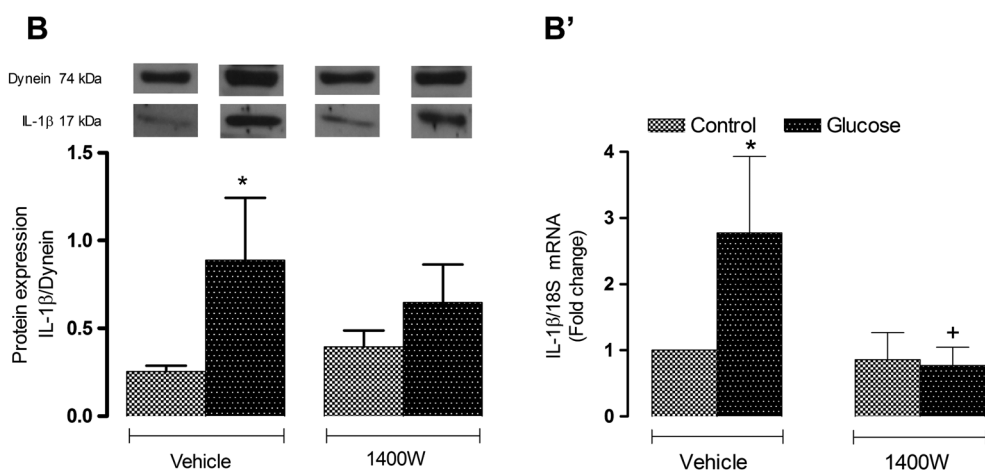 B
Dynein 74 kDa
IL-1β 17 kDa
Protein expression
IL-1β/Dynein
1.5
1.0
0.5
0.0
*
Vehicle
1400W
B’
Control
Glucose
IL-1β/18S mRNA
(Fold change)
4
3
2
1
0
*
+
Vehicle
1400W